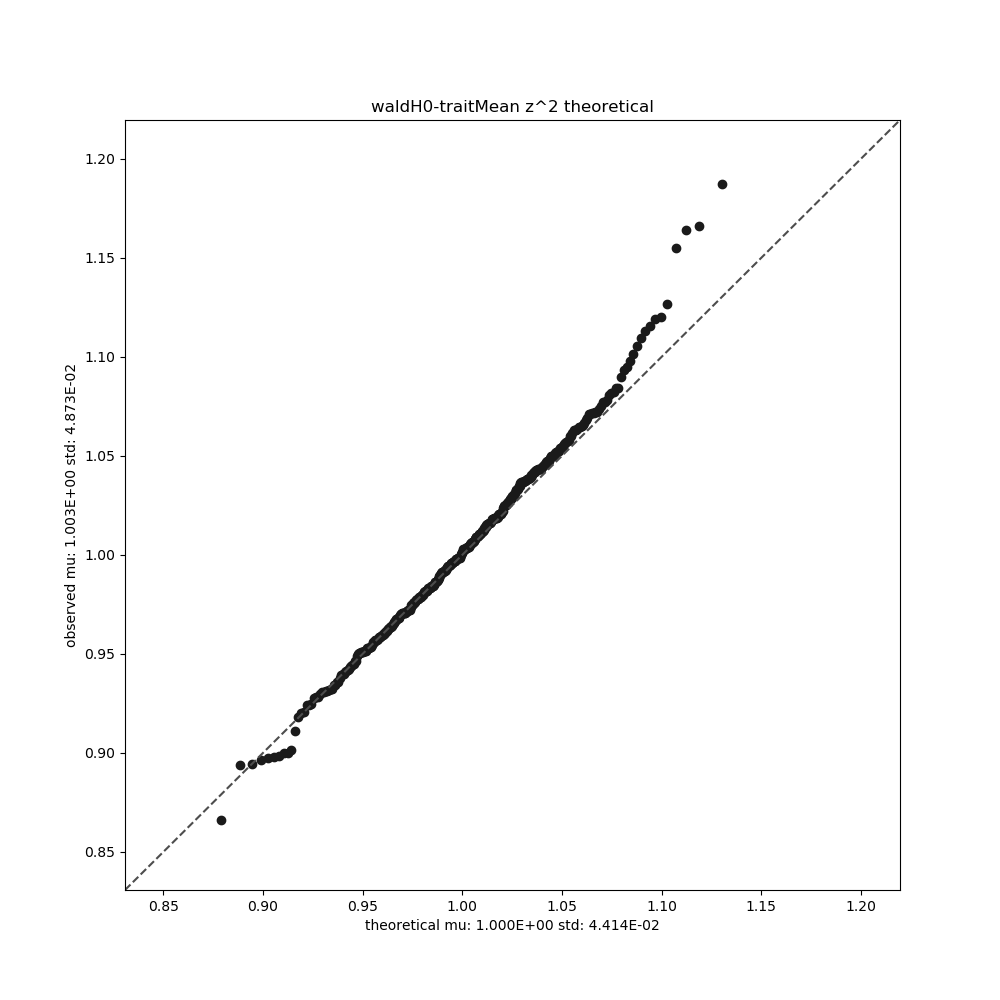 waldH0-traitMean z^2 theoretical
1.20
1.15
1.10
1.05
1.00
0.95
0.90
0.85
observed mu: 1.003E+00 std: 4.873E-02
0.85 0.90 0.95 1.00 1.05 1.10 1.15 1.20
theoretical mu: 1.000E+00 std: 4.414E-02